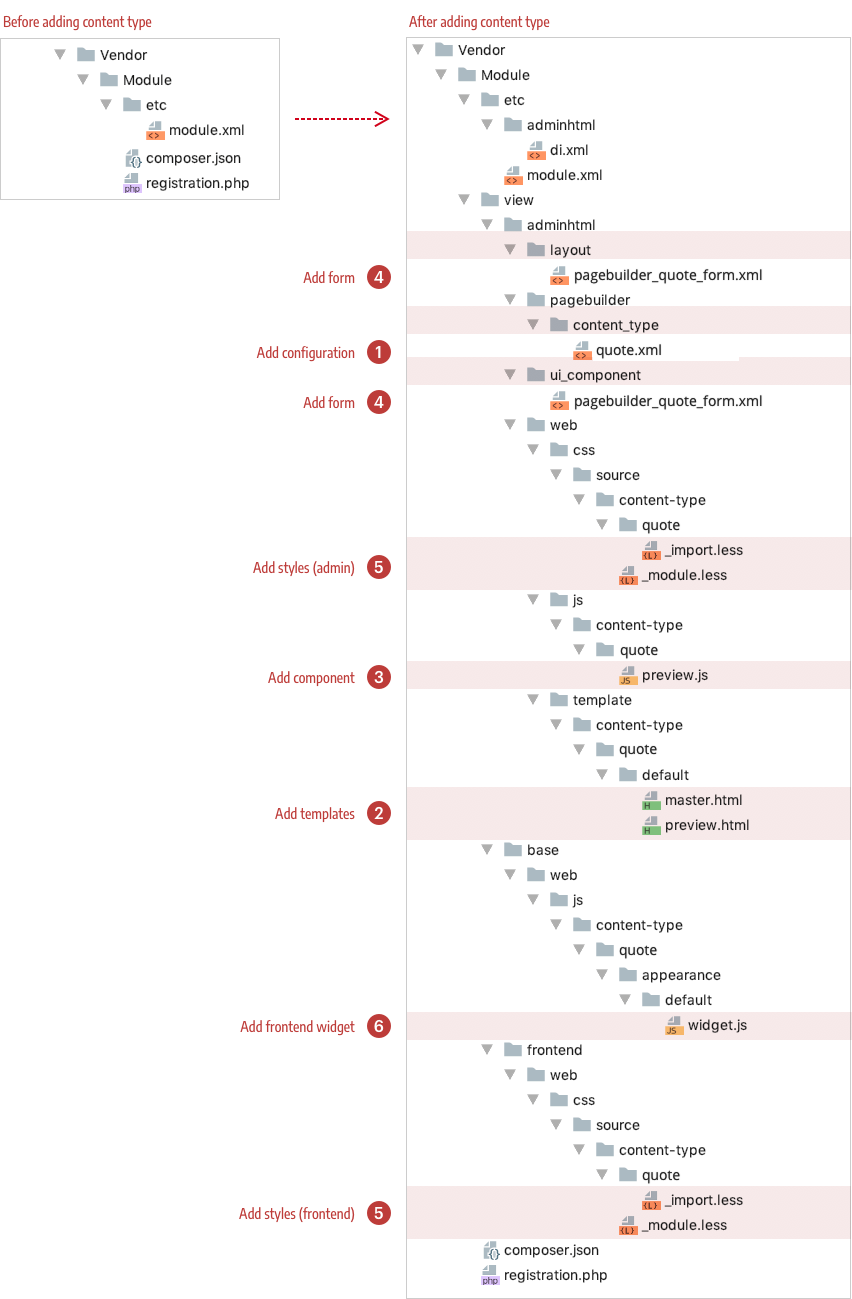 Before adding content type
Vendor
Module
etc
<> module.xml
{} composer.json
php registration.php
After adding content type
Vendor
Module
etc
adminhtml
<> di.xml
<> module.xml
view
adminhtml
layout
Add form 4 <> pagebuilder_quote_form.xml
pagebuilder
content_type
Add configuration 1 <> quote.xml
ui_component
Add form 4 <> pagebuilder_quote_form.xml
web
css
source
content-type
quote
{L} _import.less
Add styles (admin) 5
{L} _module.less
js
content-type
quote
Add component 3 JS preview.js
template
content-type
quote
default
H master.html
Add templates 2
H preview.html
base
web
js
content-type
quote
appearance
default
Add frontend widget 6 JS widget.js
frontend
web
css
source
content-type
quote
{L} _import.less
Add styles (frontend) 5
{L} _module.less
{} composer.json
php registration.php